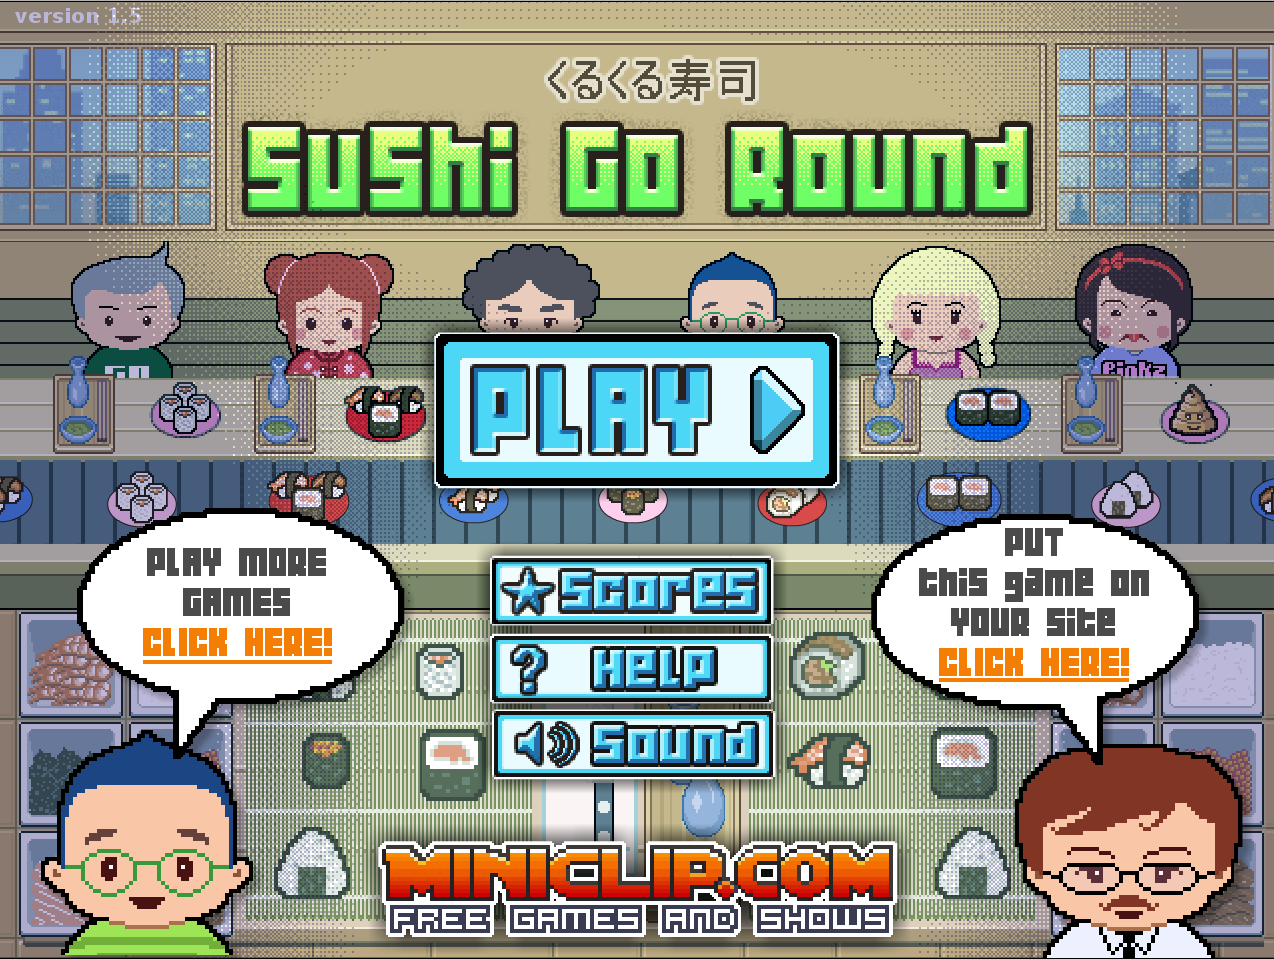 version 1.5
くるくる寿司
Sushi Go Round
PLAY
PLAY MORE
GAMES
CLICK HERE!
PUT
this game on
YOUR Site
CLICK HERE!
Scores
? Help
Sound
MINICLIP.COM
FREE GAMES AND SHOWS